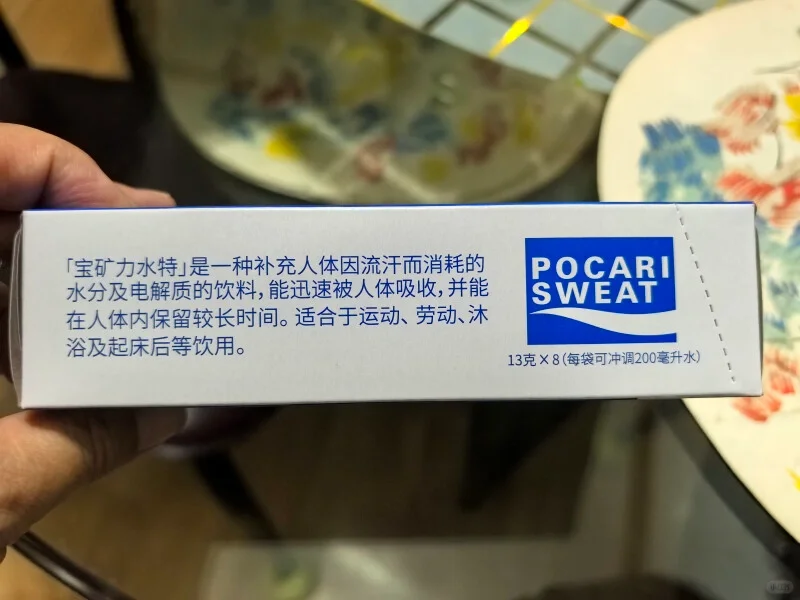 「宝矿力水特」是一种补充人体因流汗而消耗的
水分及电解质的饮料,能迅速被人体吸收,并能
在人体内保留较长时间。适合于运动、劳动、沐
浴及起床后等饮用。
POCARI
SWEAT
13克×8(每袋可冲调200毫升水)